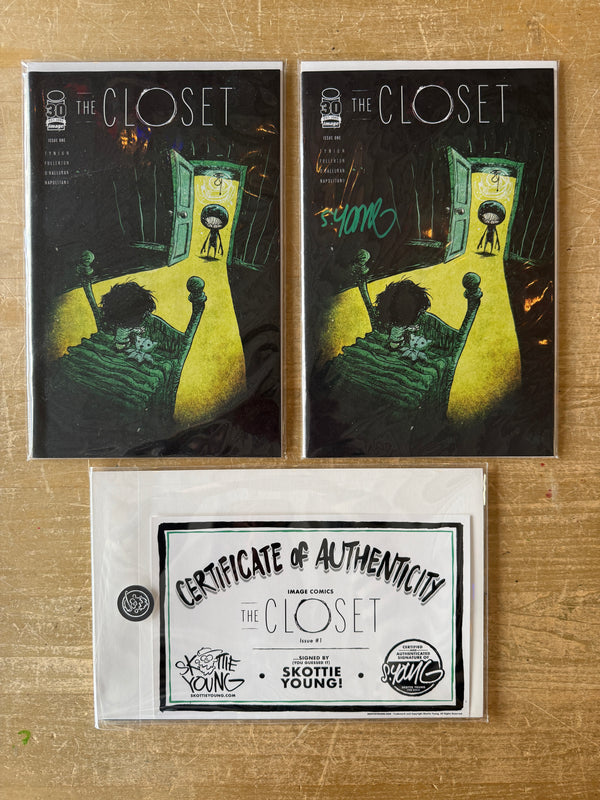 30
image
THE CLOSET
ISSUE ONE
TYNION
FULLERTON
O'HALLORAN
NAPOLITANO
30
image
THE CLOSET
ISSUE ONE
TYNION
FULLERTON
O'HALLORAN
NAPOLITANO
S.YOUNG
CERTIFICATE of AUTHENTICITY
IMAGE COMICS
THE CLOSET
Issue #1
...SIGNED BY
(YOU GUESSED IT)
SKOTTIE
YOUNG!
SKOTTIE
YOUNG
SKOTTIEYOUNG.COM
CERTIFIED
AUTHENTICATED
SIGNATURE OF
S.YOUNG